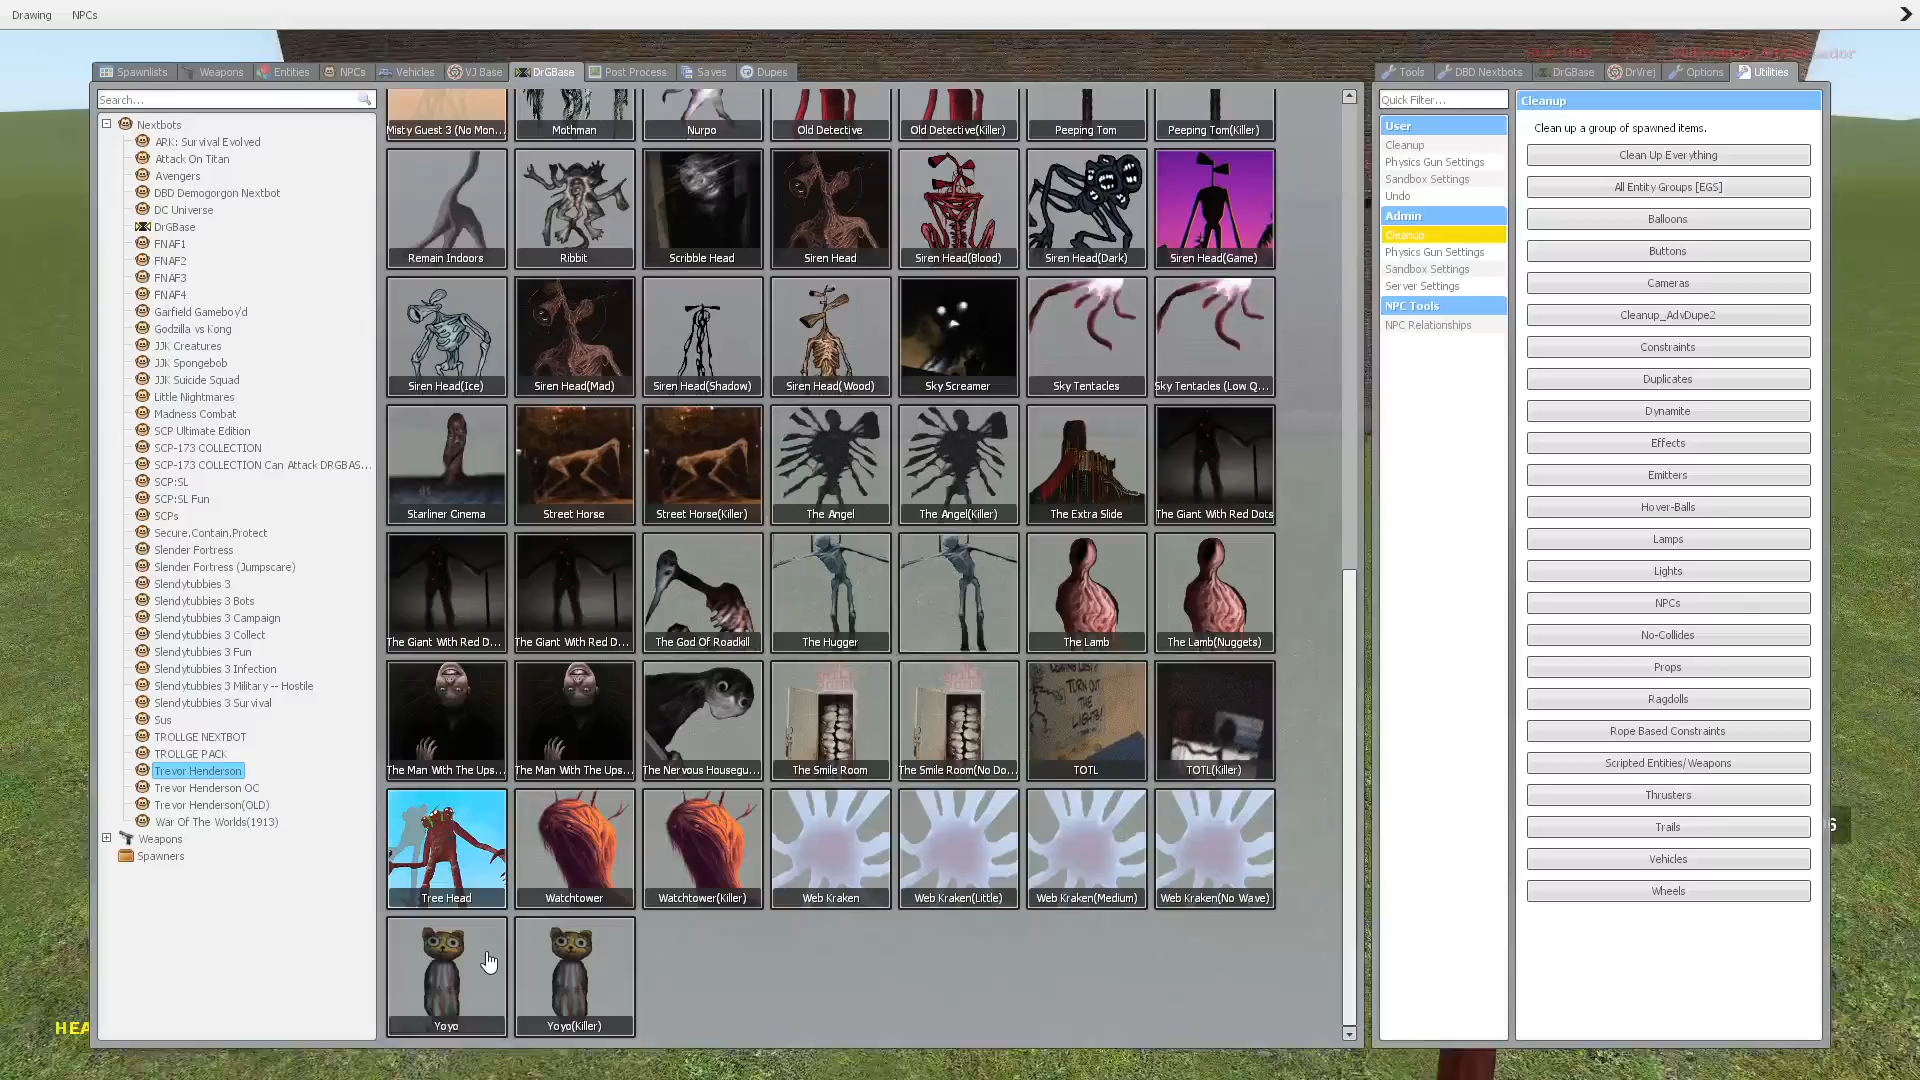 Drawing NPCs
Spawnlists Weapons Entities NPCs Vehicles VJ Base DrGBase Post Process Saves Dupes
Tools DBD Nextbots DrGBase DrVrej Options Utilities
Search...
Nextbots
ARK: Survival Evolved
Attack On Titan
Avengers
DBD Demogorgon Nextbot
DC Universe
DrGBase
FNAF1
FNAF2
FNAF3
FNAF4
Garfield Gameboy'd
Godzilla vs Kong
JJK Creatures
JJK Spongebob
JJK Suicide Squad
Little Nightmares
Madness Combat
SCP Ultimate Edition
SCP-173 COLLECTION
SCP-173 COLLECTION Can Attack DRGBAS...
SCP:SL
SCP:SL Fun
SCPs
Secure.Contain.Protect
Slender Fortress
Slender Fortress (Jumpscare)
Slendytubbies 3
Slendytubbies 3 Bots
Slendytubbies 3 Campaign
Slendytubbies 3 Collect
Slendytubbies 3 Fun
Slendytubbies 3 Infection
Slendytubbies 3 Military -- Hostile
Slendytubbies 3 Survival
Sus
TROLLGE NEXTBOT
TROLLGE PACK
Trevor Henderson
Trevor Henderson OC
Trevor Henderson(OLD)
War Of The Worlds(1913)
Weapons
Spawners
HEA
Misty Guest 3 (No Mon... Mothman Nurpo Old Detective Old Detective(Killer) Peeping Tom Peeping Tom(Killer)
Remain Indoors Ribbit Scribble Head Siren Head Siren Head(Blood) Siren Head(Dark) Siren Head(Game)
Siren Head(Ice) Siren Head(Mad) Siren Head(Shadow) Siren Head(Wood) Sky Screamer Sky Tentacles Sky Tentacles (Low Q...
Starliner Cinema Street Horse Street Horse(Killer) The Angel The Angel(Killer) The Extra Slide The Giant With Red Dots
The Giant With Red D... The Giant With Red D... The God Of Roadkill The Hugger The Lamb The Lamb(Nuggets)
TURN OUT
THE
LIGHTS!
The Man With The Ups... The Man With The Ups... The Nervous Housegu... The Smile Room The Smile Room(No Do... TOTL TOTL(Killer)
Tree Head Watchtower Watchtower(Killer) Web Kraken Web Kraken(Little) Web Kraken(Medium) Web Kraken(No Wave)
Yoyo Yoyo(Killer)
Quick Filter...
User
Cleanup
Physics Gun Settings
Sandbox Settings
Undo
Admin
Cleanup
Physics Gun Settings
Sandbox Settings
Server Settings
NPC Tools
NPC Relationships
Cleanup
Clean up a group of spawned items.
Clean Up Everything
All Entity Groups [EGS]
Balloons
Buttons
Cameras
Cleanup_AdvDupe2
Constraints
Duplicates
Dynamite
Effects
Emitters
Hover-Balls
Lamps
Lights
NPCs
No-Collides
Props
Ragdolls
Rope Based Constraints
Scripted Entities/Weapons
Thrusters
Trails
Vehicles
Wheels